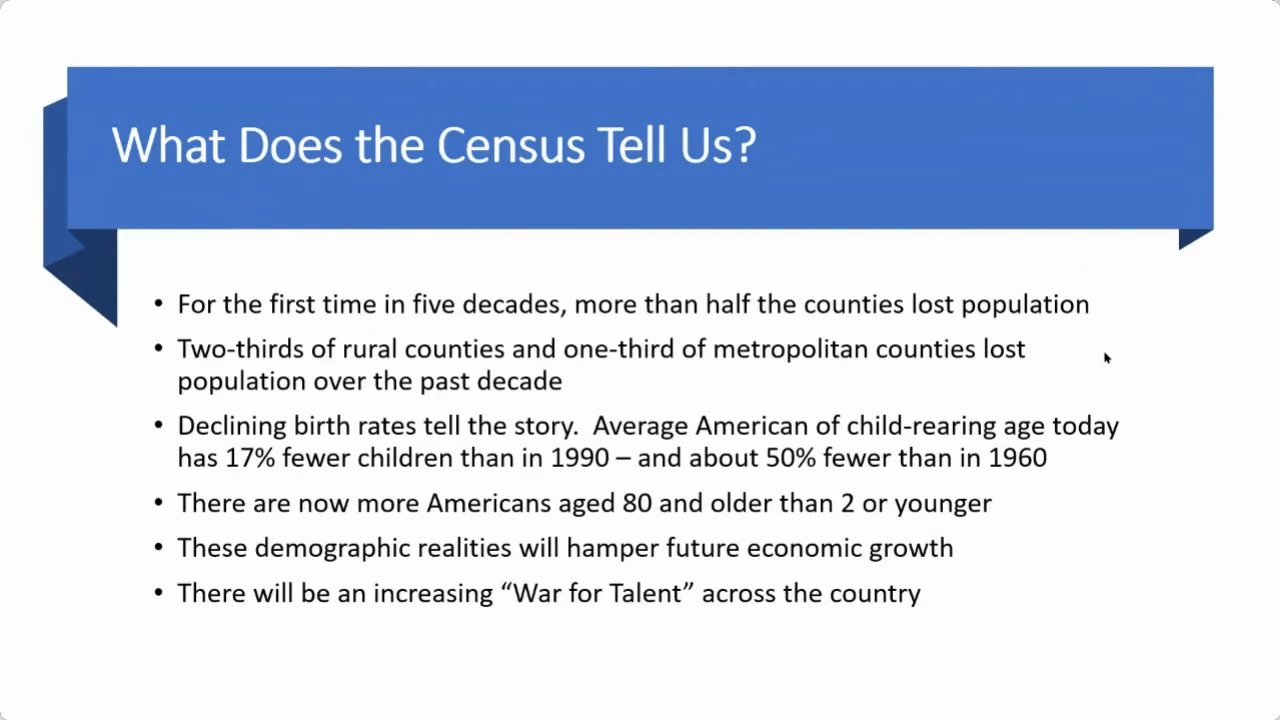 What Does the Census Tell Us?
• For the first time in five decades, more than half the counties lost population
• Two-thirds of rural counties and one-third of metropolitan counties lost
population over the past decade
• Declining birth rates tell the story.  Average American of child-rearing age today
has 17% fewer children than in 1990 – and about 50% fewer than in 1960
• There are now more Americans aged 80 and older than 2 or younger
• These demographic realities will hamper future economic growth
• There will be an increasing “War for Talent” across the country